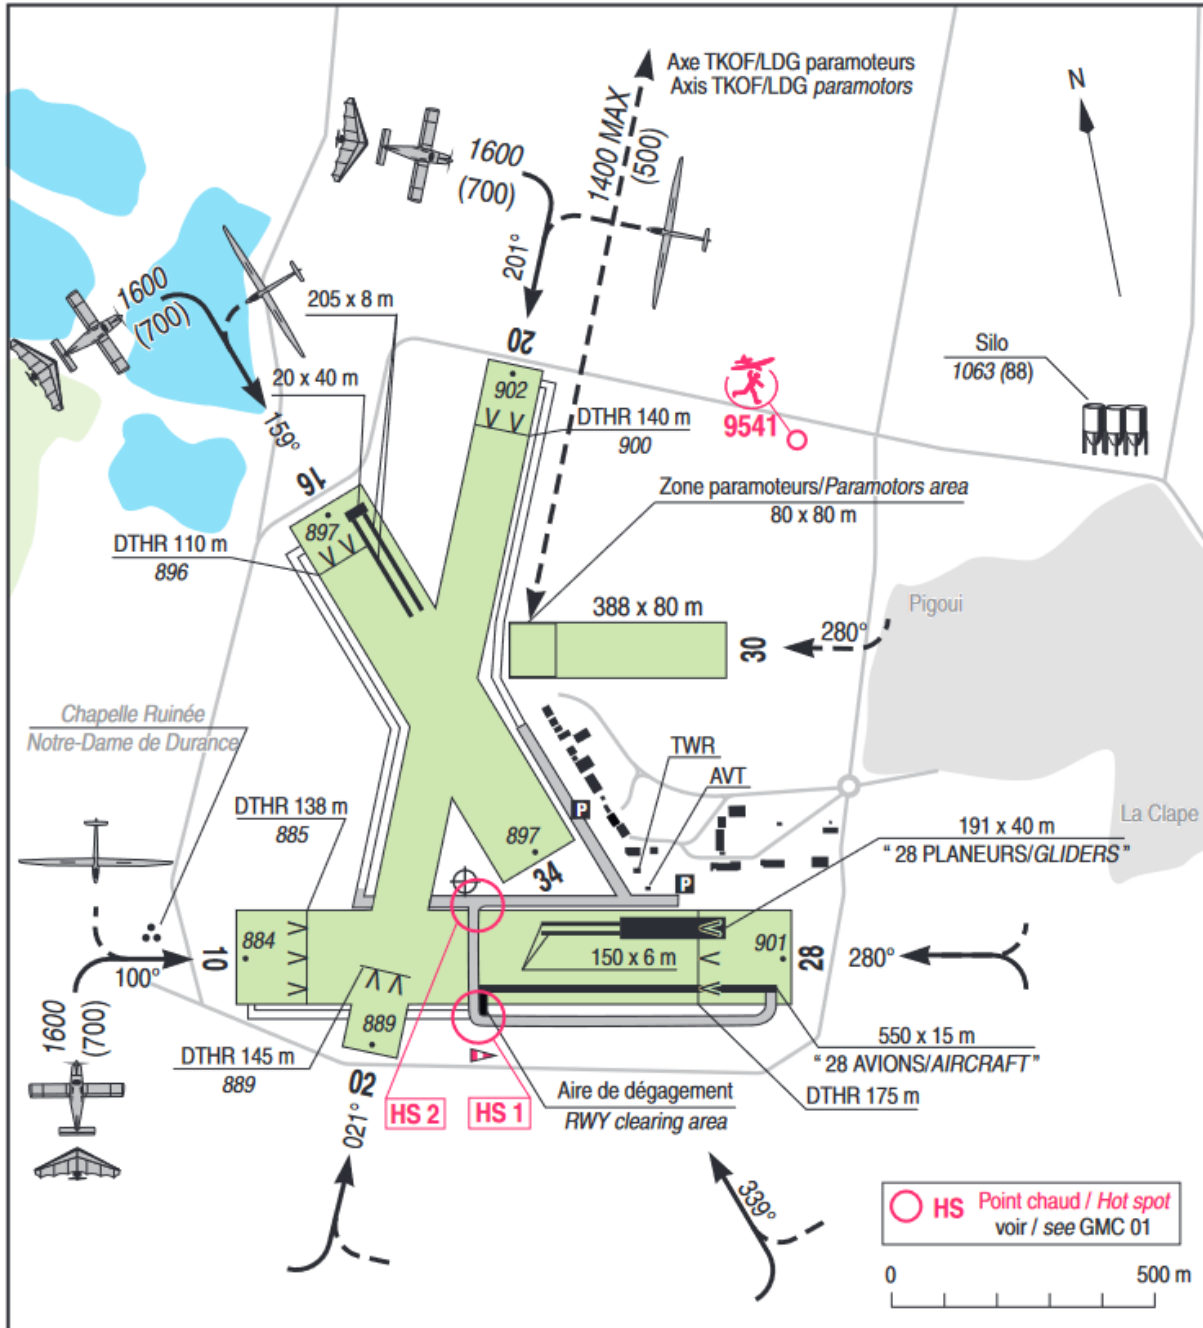 Axe TKOF/LDG paramoteurs
Axis TKOF/LDG paramotors
N
1400 MAX
(500)
1600
(700)
201°
20
1600
(700)
205 x 8 m
20 x 40 m
159°
16
902
DTHR 140 m
900
9541
Silo
1063 (88)
Zone paramoteurs/Paramotors area
80 x 80 m
897
DTHR 110 m
896
388 x 80 m
30
280°
Pigoui
Chapelle Ruinée
Notre-Dame de Durance
TWR
AVT
DTHR 138 m
885
P
897
34
La Clape
191 x 40 m
“ 28 PLANEURS/GLIDERS ”
P
884
10
100°
150 x 6 m
901
28
280°
1600
(700)
889
DTHR 145 m
889
550 x 15 m
“ 28 AVIONS/AIRCRAFT ”
DTHR 175 m
02
021°
HS 2
HS 1
Aire de dégagement
RWY clearing area
339°
HS
Point chaud / Hot spot
voir / see GMC 01
0
500 m